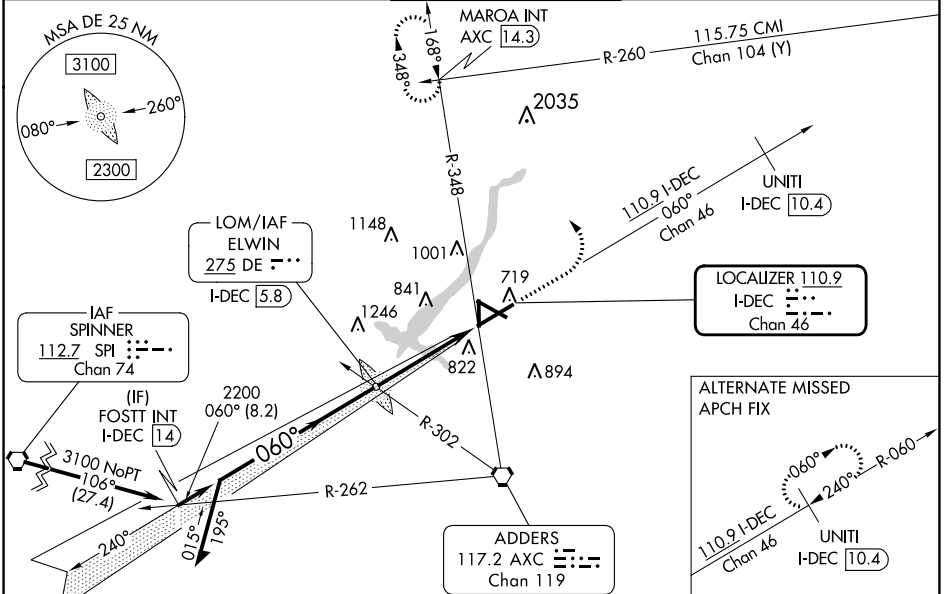 MSA DE 25 NM
3100
260°
080°
2300
MAROA INT
AXC 14.3
168°
348°
115.75 CMI
R-260
Chan 104 (Y)
2035
R-348
UNITI
I-DEC 10.4
110.9 I-DEC
060°
Chan 46
LOM/IAF
ELWIN
275 DE
I-DEC 5.8
1148
1001
841
719
1246
822
894
LOCALIZER 110.9
I-DEC
Chan 46
IAF
SPINNER
112.7 SPI
Chan 74
(IF)
FOSTT INT
I-DEC 14
2200
060° (8.2)
3100 NoPT
106°
(27.4)
060°
R-302
R-262
240°
015°
195°
ADDERS
117.2 AXC
Chan 119
ALTERNATE MISSED
APCH FIX
060°
R-060
240°
110.9 I-DEC
Chan 46
UNITI
I-DEC 10.4